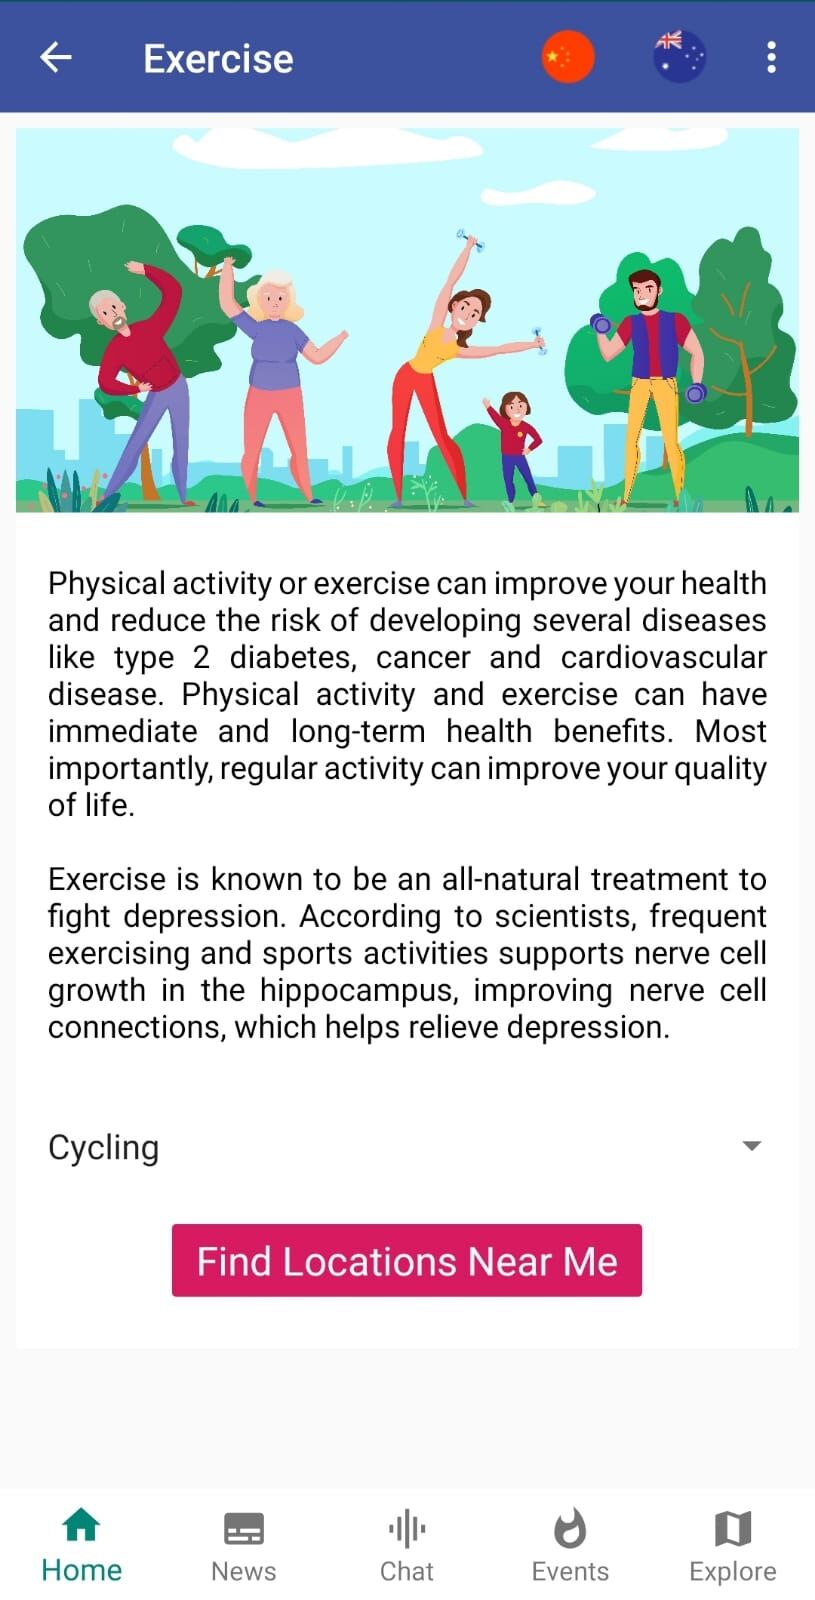 Exercise
Physical activity or exercise can improve your health
and reduce the risk of developing several diseases
like type 2 diabetes, cancer and cardiovascular
disease. Physical activity and exercise can have
immediate and long-term health benefits. Most
importantly, regular activity can improve your quality
of life.
Exercise is known to be an all-natural treatment to
fight depression. According to scientists, frequent
exercising and sports activities supports nerve cell
growth in the hippocampus, improving nerve cell
connections, which helps relieve depression.
Cycling
Find Locations Near Me
Home
News
Chat
Events
Explore